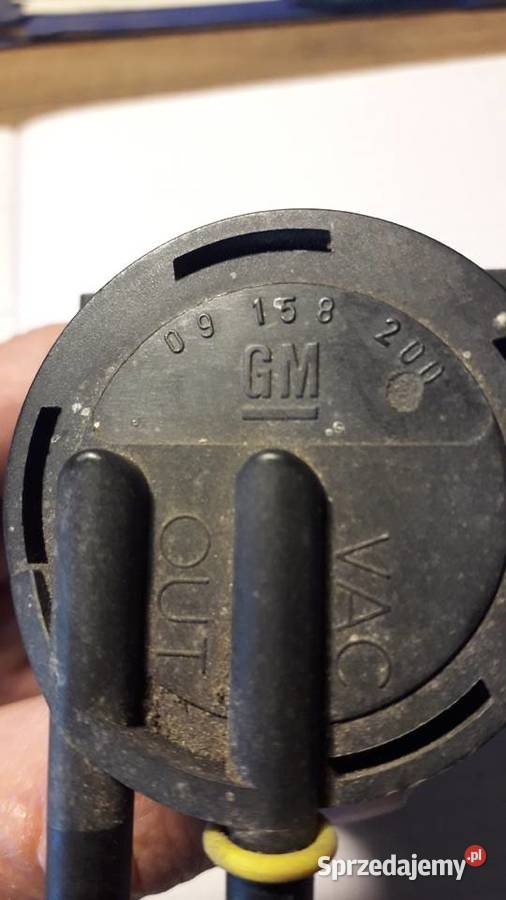 09 158 200
GM
OUT
VAC
Sprzedajemy.pl